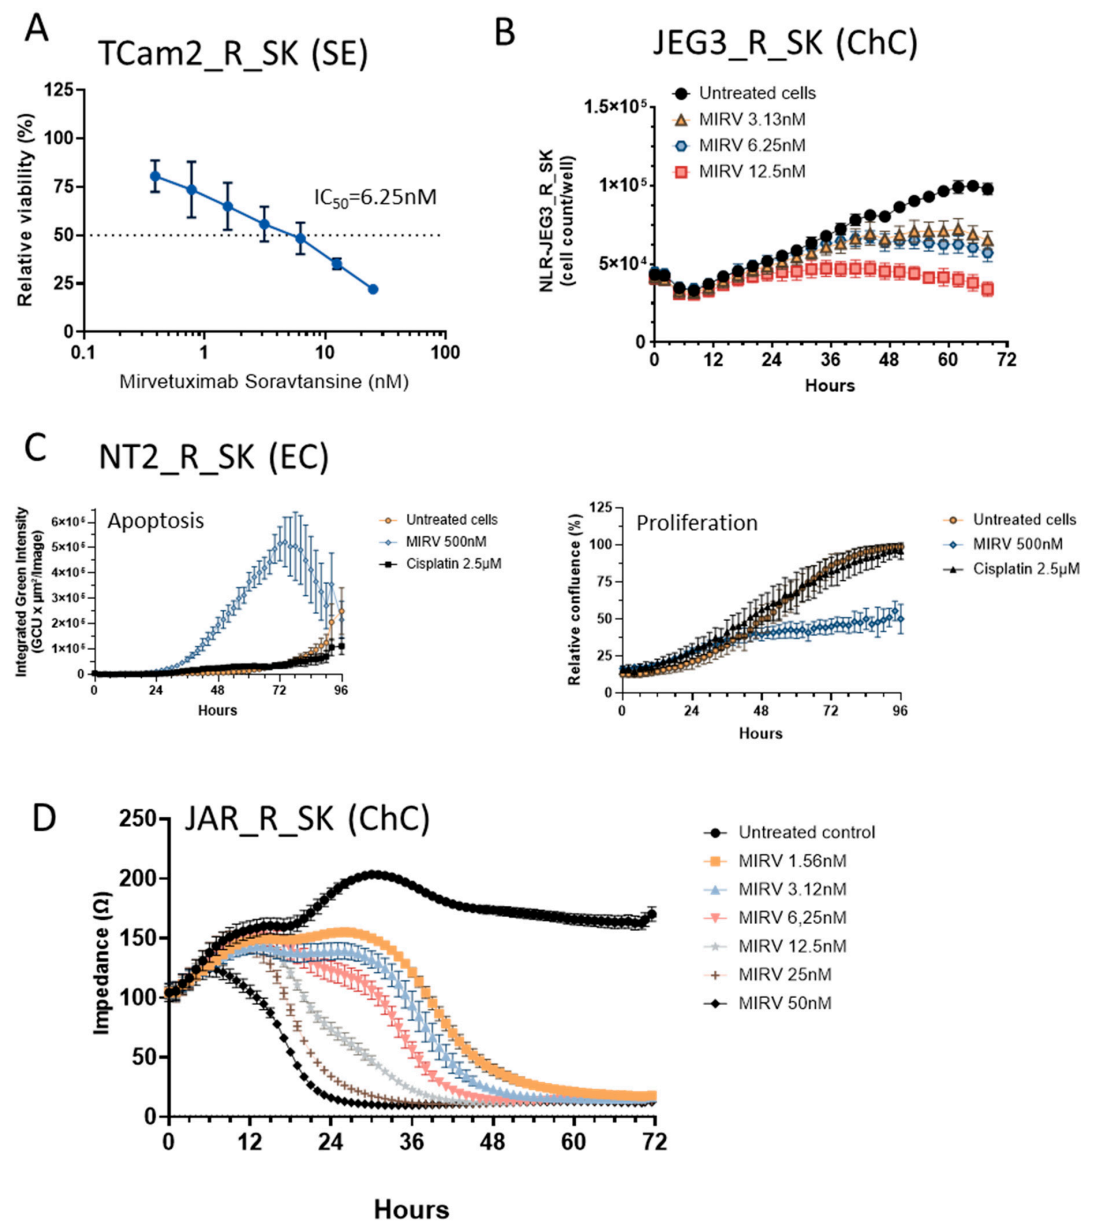 A
TCam2_R_SK (SE)
125
100
75
50
25
0
Relative viability (%)
IC50=6.25nM
0.1
1
10
100
Mirvetuximab Soravtansine (nM)
B
JEG3_R_SK (ChC)
Untreated cells
MIRV 3.13nM
MIRV 6.25nM
MIRV 12.5nM
1.5×10⁵
1×10⁵
5×10⁴
0
NLR-JEG3_R_SK
(cell count/well)
0 12 24 36 48 60 72
Hours
C
NT2_R_SK (EC)
Apoptosis
6×10⁶
5×10⁶
4×10⁶
3×10⁶
2×10⁶
1×10⁶
0
Integrated Green Intensity
(GCU x µm²/Image)
0 24 48 72 96
Hours
Untreated cells
MIRV 500nM
Cisplatin 2.5µM
Proliferation
125
100
75
50
25
0
Relative confluence (%)
0 24 48 72 96
Hours
Untreated cells
MIRV 500nM
Cisplatin 2.5µM
D
JAR_R_SK (ChC)
250
200
150
100
50
0
Impedance (Ω)
0 12 24 36 48 60 72
Hours
Untreated control
MIRV 1.56nM
MIRV 3.12nM
MIRV 6,25nM
MIRV 12.5nM
MIRV 25nM
MIRV 50nM